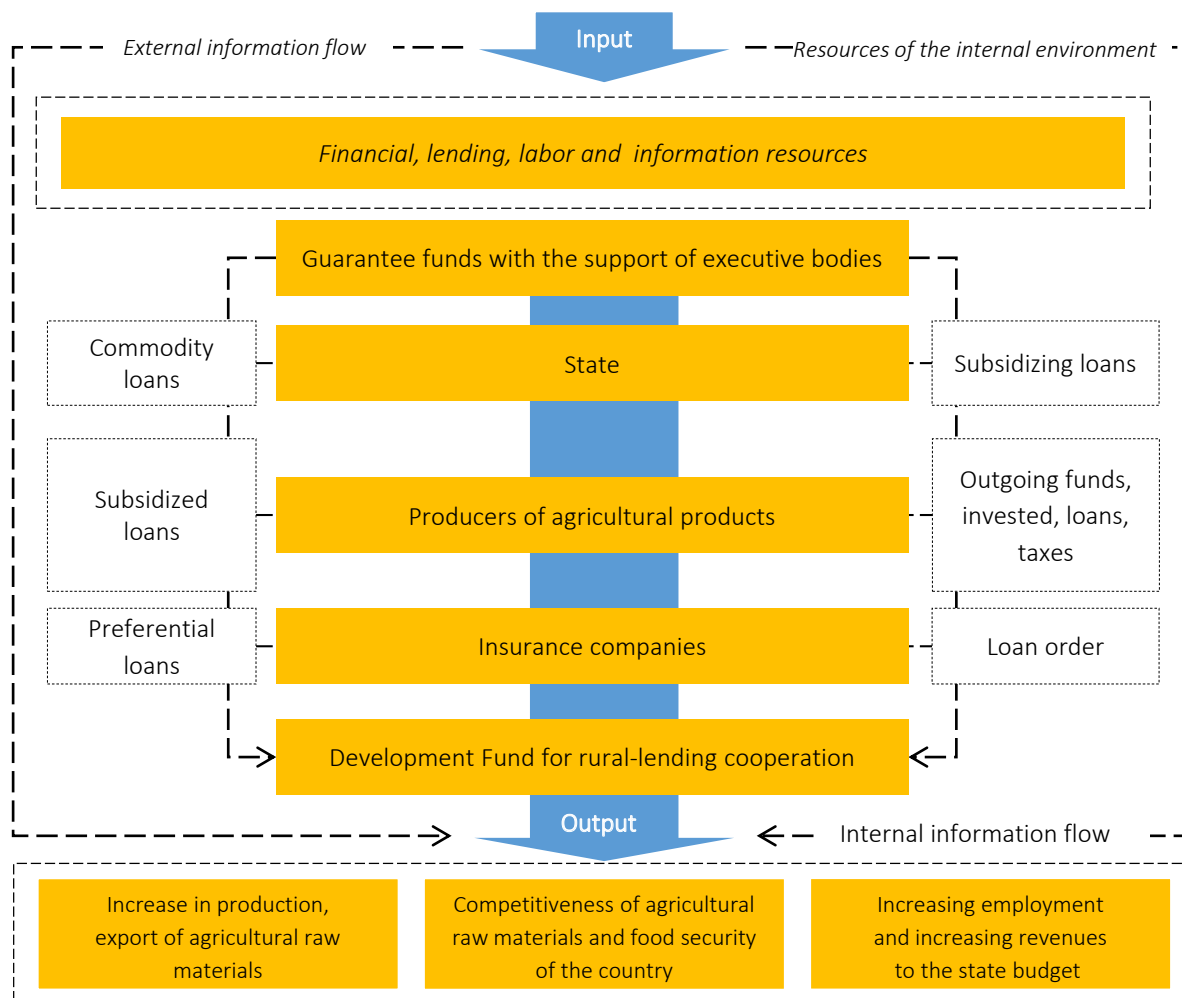 External information flow
Input
Resources of the internal environment
Financial, lending, labor and information resources
Guarantee funds with the support of executive bodies
Commodity
loans
State
Subsidizing loans
Subsidized
loans
Producers of agricultural products
Outgoing funds,
invested, loans,
taxes
Preferential
loans
Insurance companies
Loan order
Development Fund for rural-lending cooperation
Output
Internal information flow
Increase in production,
export of agricultural raw
materials
Competitiveness of agricultural
raw materials and food security
of the country
Increasing employment
and increasing revenues
to the state budget